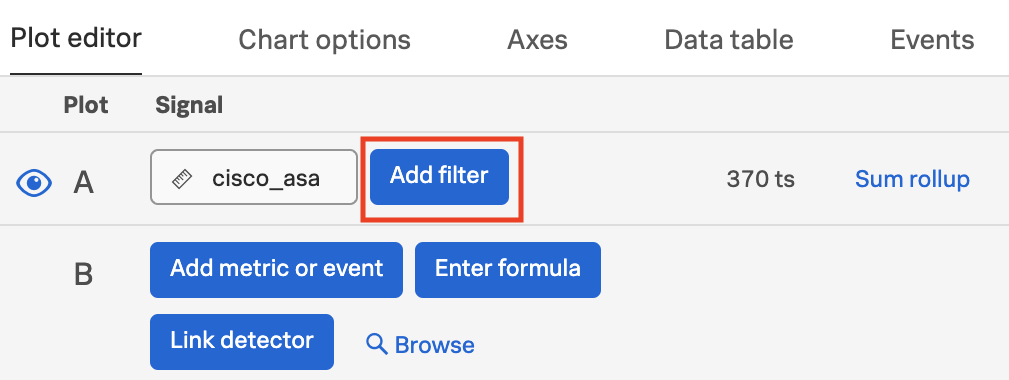 Plot editor Chart options Axes Data table Events
Plot Signal
A cisco_asa Add filter 370 ts Sum rollup
B Add metric or event Enter formula
Link detector Browse